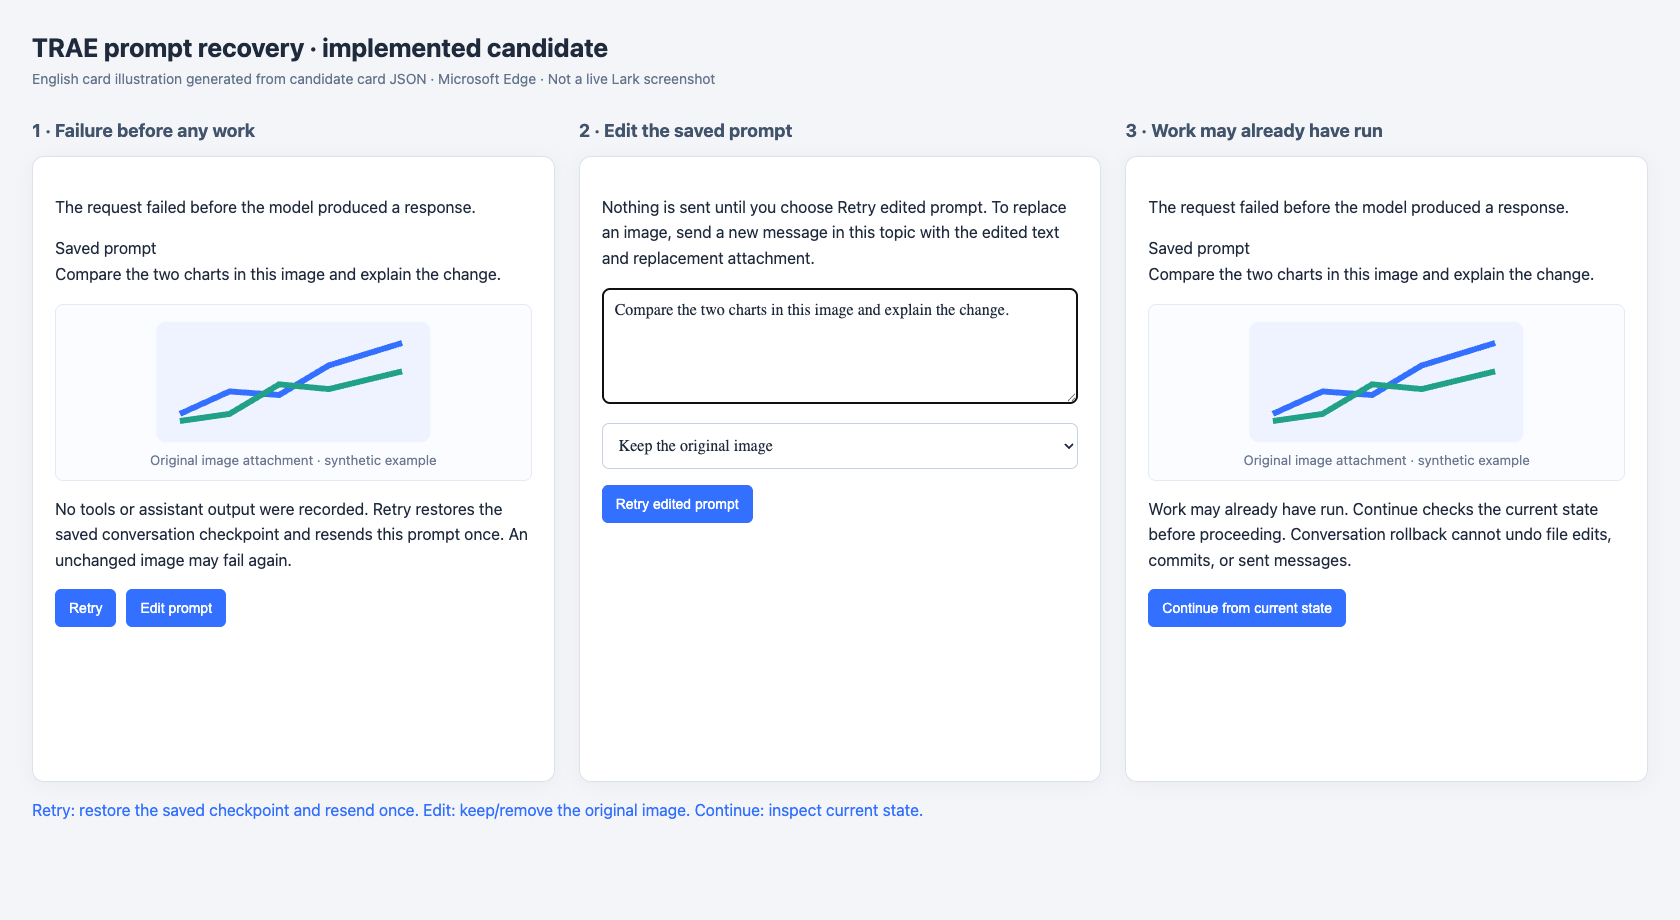 TRAE prompt recovery · implemented candidate
English card illustration generated from candidate card JSON · Microsoft Edge · Not a live Lark screenshot
1 · Failure before any work
The request failed before the model produced a response.
Saved prompt
Compare the two charts in this image and explain the change.
Original image attachment · synthetic example
No tools or assistant output were recorded. Retry restores the
saved conversation checkpoint and resends this prompt once. An
unchanged image may fail again.
Retry
Edit prompt
2 · Edit the saved prompt
Nothing is sent until you choose Retry edited prompt. To replace
an image, send a new message in this topic with the edited text
and replacement attachment.
Compare the two charts in this image and explain the change.
Keep the original image
Retry edited prompt
3 · Work may already have run
The request failed before the model produced a response.
Saved prompt
Compare the two charts in this image and explain the change.
Original image attachment · synthetic example
Work may already have run. Continue checks the current state
before proceeding. Conversation rollback cannot undo file edits,
commits, or sent messages.
Continue from current state
Retry: restore the saved checkpoint and resend once. Edit: keep/remove the original image. Continue: inspect current state.